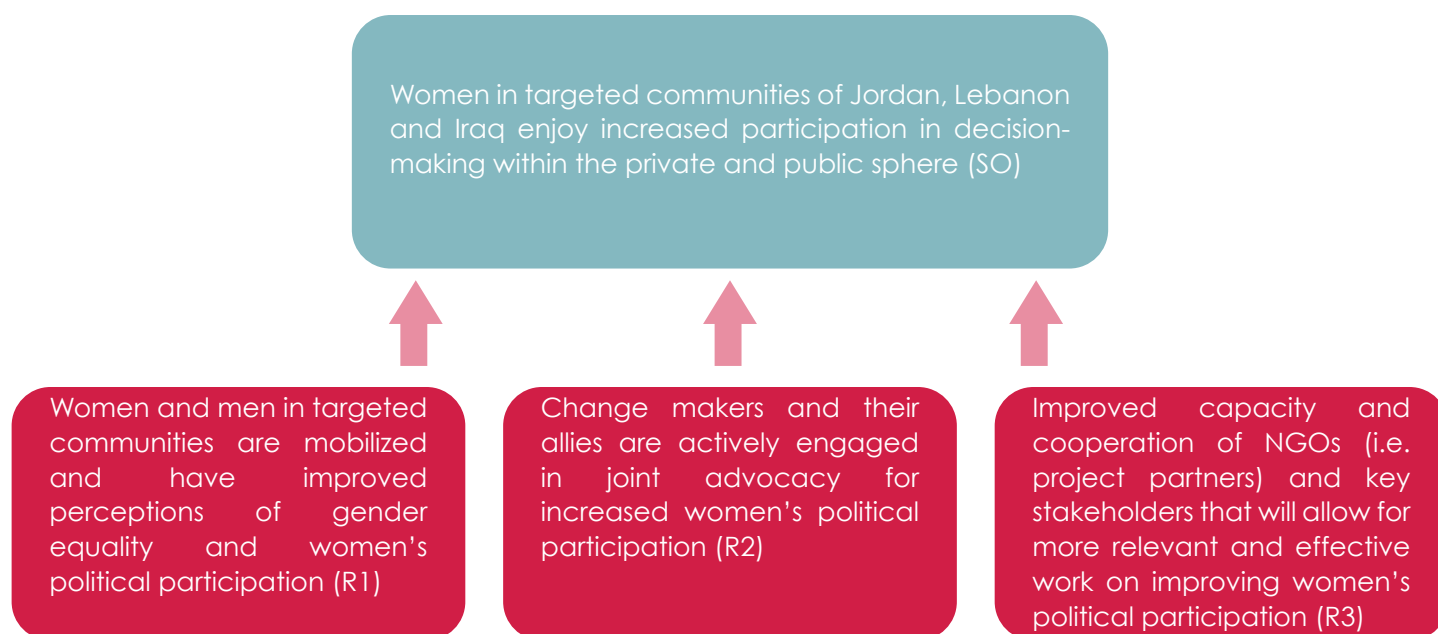 Women in targeted communities of Jordan, Lebanon
and Iraq enjoy increased participation in decision-
making within the private and public sphere (SO)
Women and men in targeted
communities are mobilized
and have improved
perceptions of gender
equality and women's
political participation (R1)
Change makers and their
allies are actively engaged
in joint advocacy for
increased women's political
participation (R2)
Improved capacity and
cooperation of NGOs (i.e.
project partners) and key
stakeholders that will allow for
more relevant and effective
work on improving women's
political participation (R3)